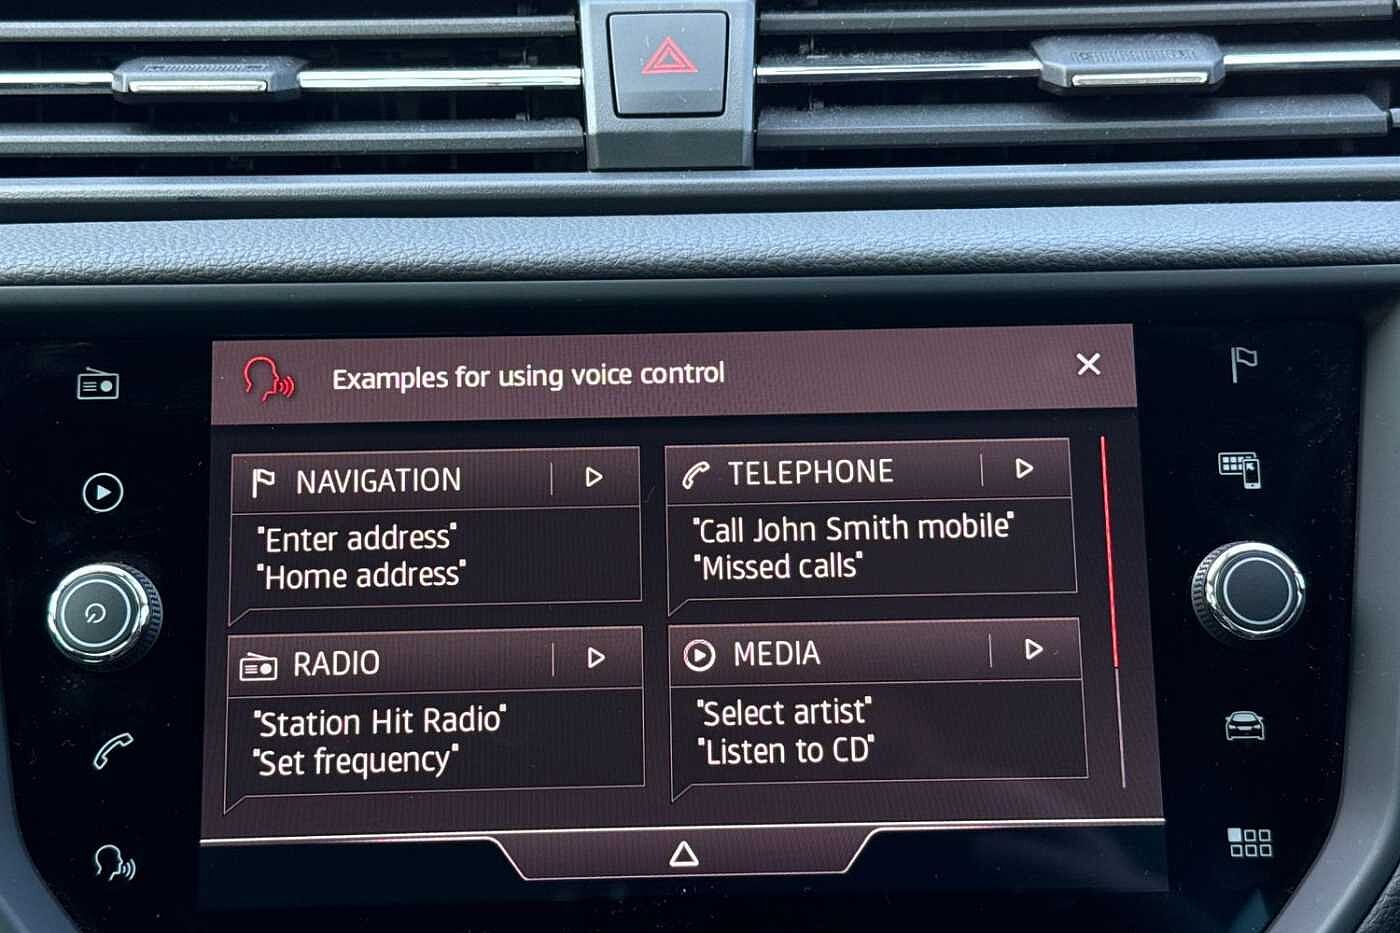 Examples for using voice control
NAVIGATION
"Enter address"
"Home address"
TELEPHONE
"Call John Smith mobile"
"Missed calls"
RADIO
"Station Hit Radio"
"Set frequency"
MEDIA
"Select artist"
"Listen to CD"